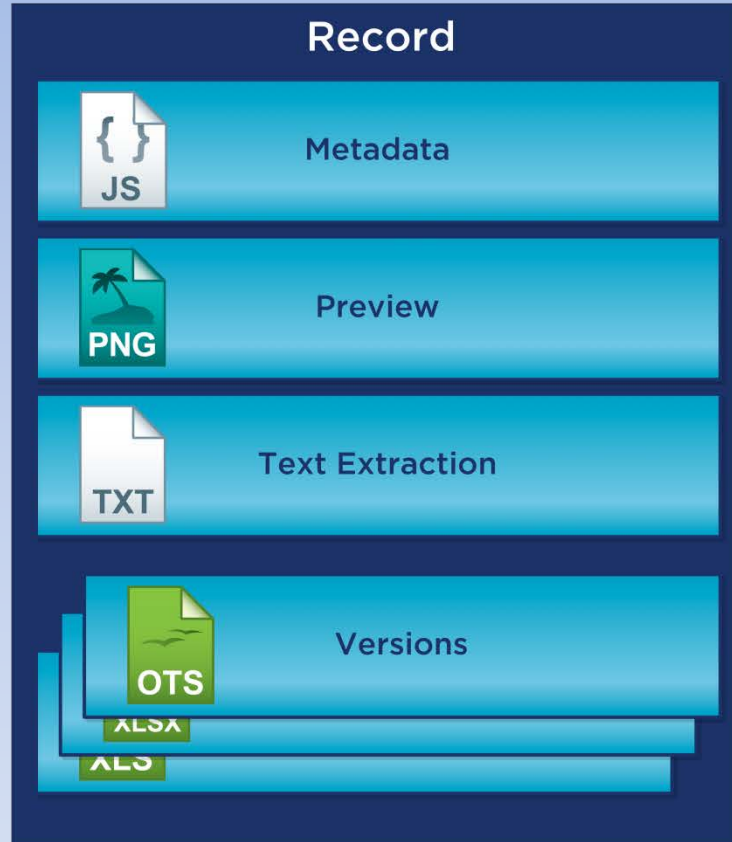 Record
{ }
JS
Metadata
PNG
Preview
TXT
Text Extraction
OTS
Versions
XLSX
XLS